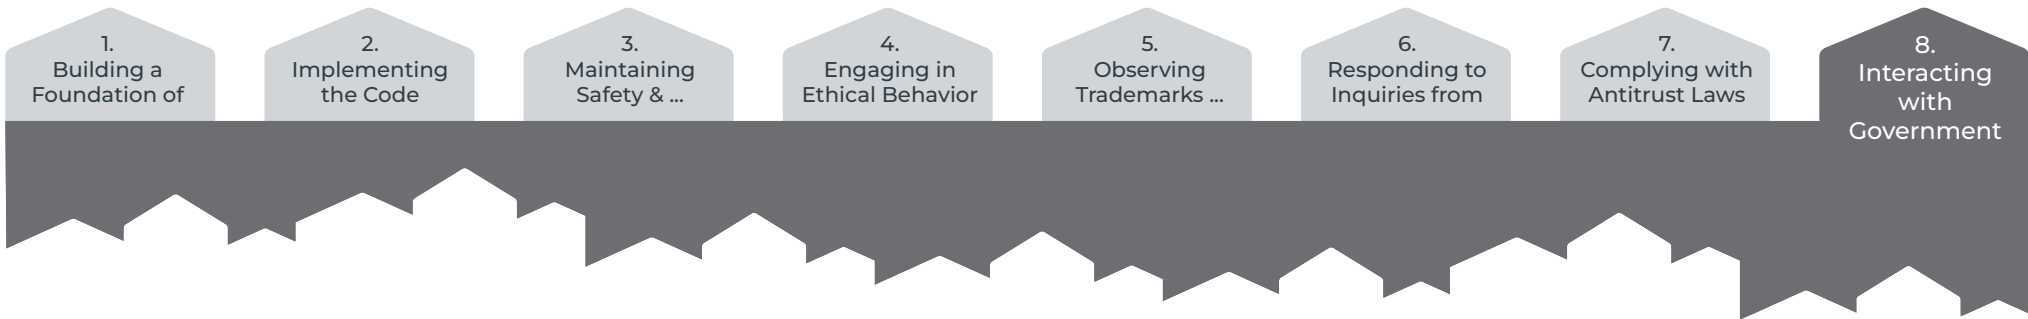 1.
Building a
Foundation of
2.
Implementing
the Code
3.
Maintaining
Safety & ...
4.
Engaging in
Ethical Behavior
5.
Observing
Trademarks ...
6.
Responding to
Inquiries from
7.
Complying with
Antitrust Laws
8.
Interacting
with
Government